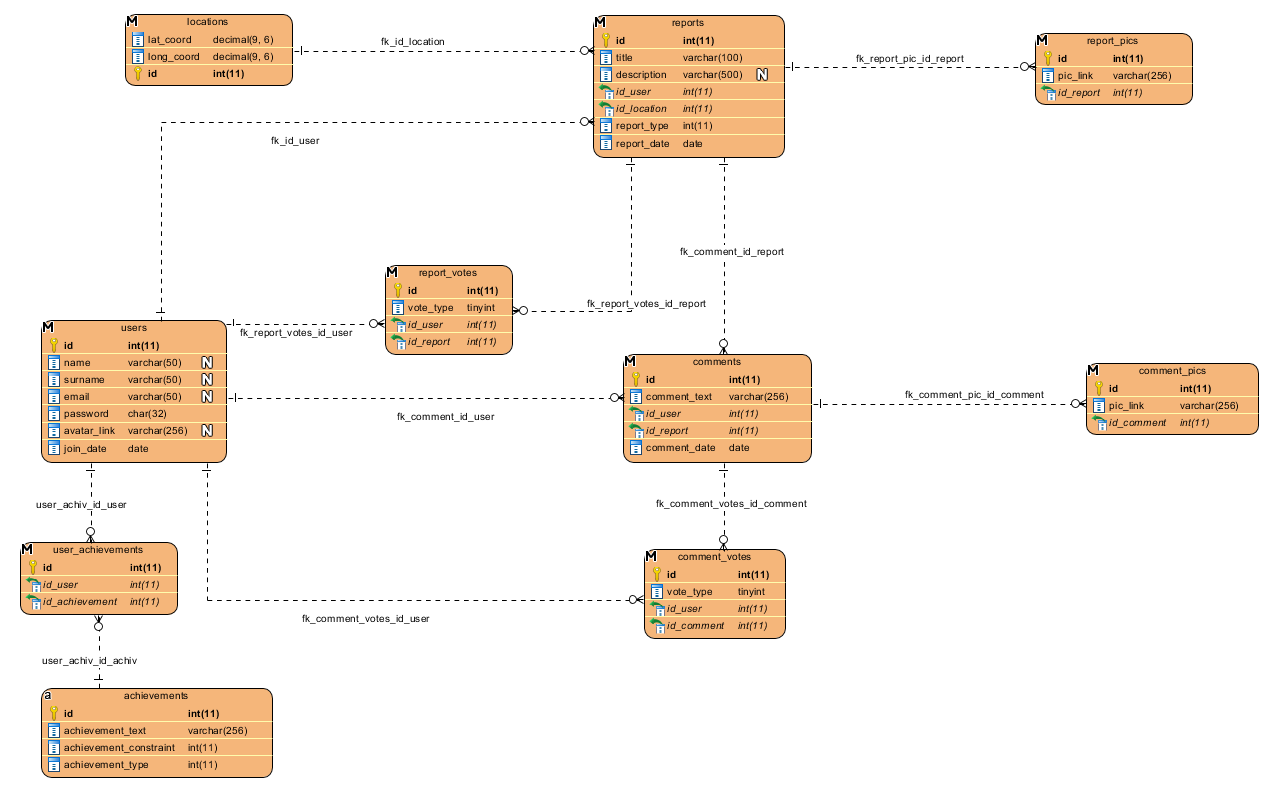 M locations
lat_coord decimal(9, 6)
long_coord decimal(9, 6)
id int(11)
fk_id_location
M reports
id int(11)
title varchar(100)
description varchar(500) N
id_user int(11)
id_location int(11)
report_type int(11)
report_date date
fk_report_pic_id_report
M report_pics
id int(11)
pic_link varchar(256)
id_report int(11)
fk_id_user
fk_comment_id_report
M report_votes
id int(11)
vote_type tinyint
id_user int(11)
id_report int(11)
fk_report_votes_id_report
fk_report_votes_id_user
M users
id int(11)
name varchar(50) N
surname varchar(50) N
email varchar(50) N
password char(32)
avatar_link varchar(256) N
join_date date
fk_comment_id_user
M comments
id int(11)
comment_text varchar(256)
id_user int(11)
id_report int(11)
comment_date date
fk_comment_pic_id_comment
M comment_pics
id int(11)
pic_link varchar(256)
id_comment int(11)
user_achiv_id_user
fk_comment_votes_id_comment
M user_achievements
id int(11)
id_user int(11)
id_achievement int(11)
M comment_votes
id int(11)
vote_type tinyint
id_user int(11)
id_comment int(11)
fk_comment_votes_id_user
user_achiv_id_achiv
a achievements
id int(11)
achievement_text varchar(256)
achievement_constraint int(11)
achievement_type int(11)